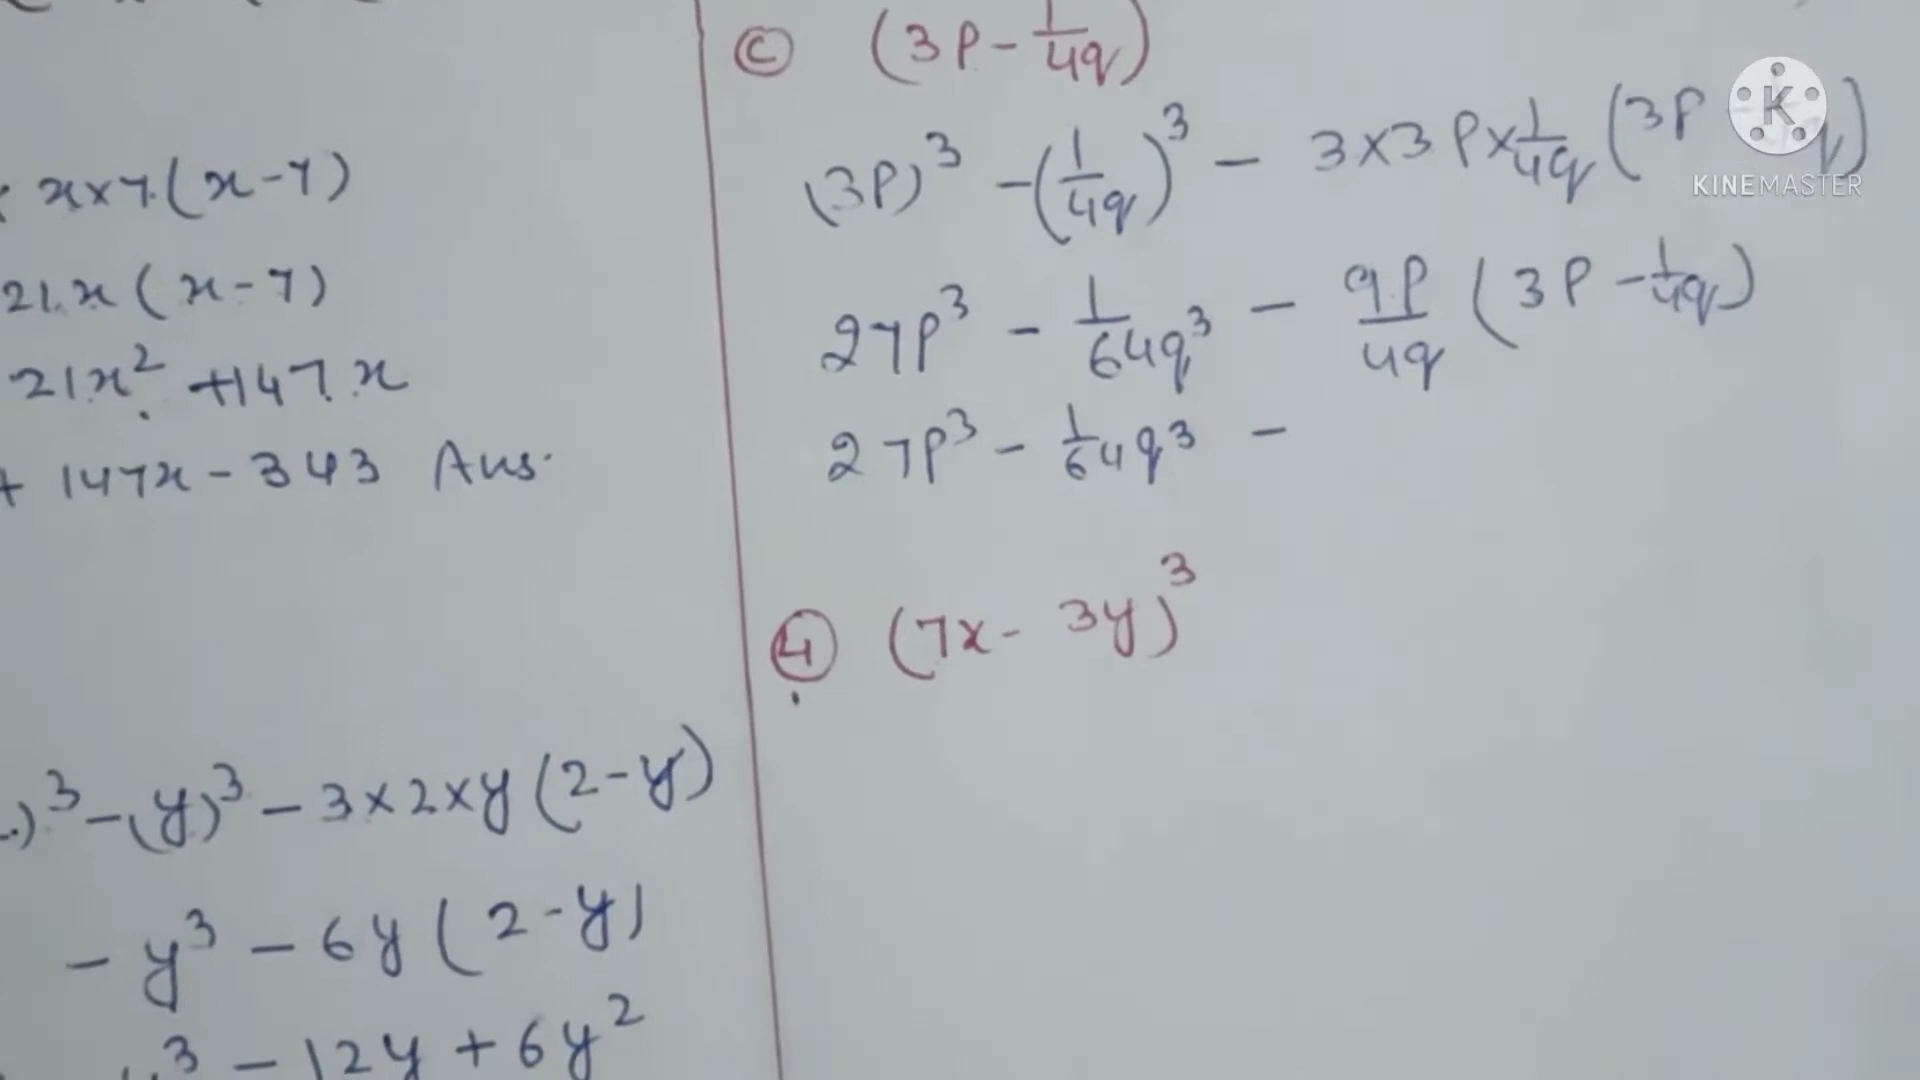 x×7(x-7)
21x(x-7)
21x² +147x
+ 147x - 343 Ans.
)³-(y)³-3×2×y(2-y)
- y³ - 6y(2-y)
³ - 12y + 6y²
Ⓒ (3P - 1/4q)
(3P)³ -(1/4q)³ - 3×3P×1/4q (3P q)
27p³ - 1/64q³ - 9P/4q (3P - 1/4q)
27p³ - 1/64q³ -
④ (7x - 3y)³
K
KINEMASTER